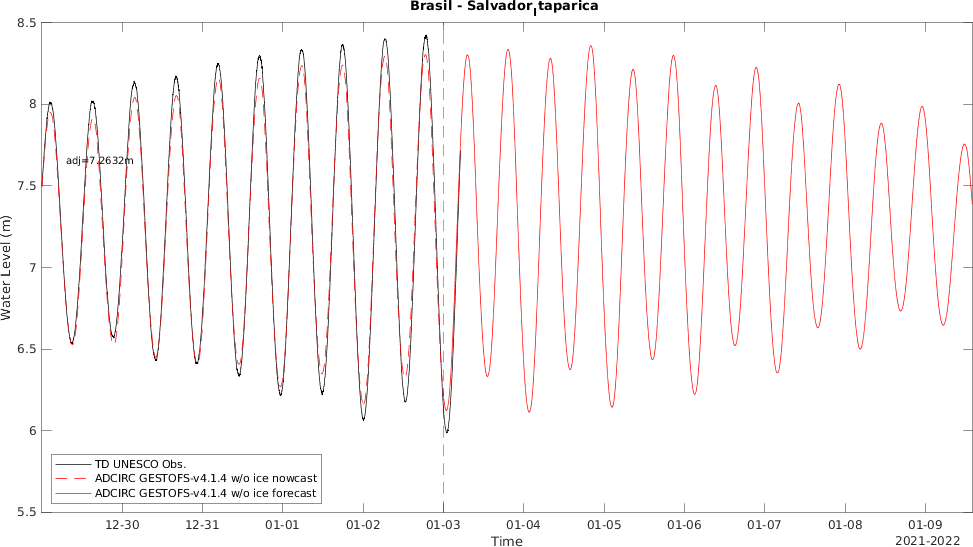 Brasil - Salvador,taparica
8.5
8
7.5
7
6.5
6
5.5
Water Level (m)
adj=7.2632m
TD UNESCO Obs.
ADCIRC GESTOFS-v4.1.4 w/o ice nowcast
ADCIRC GESTOFS-v4.1.4 w/o ice forecast
12-30 12-31 01-01 01-02 01-03 01-04 01-05 01-06 01-07 01-08 01-09
Time
2021-2022